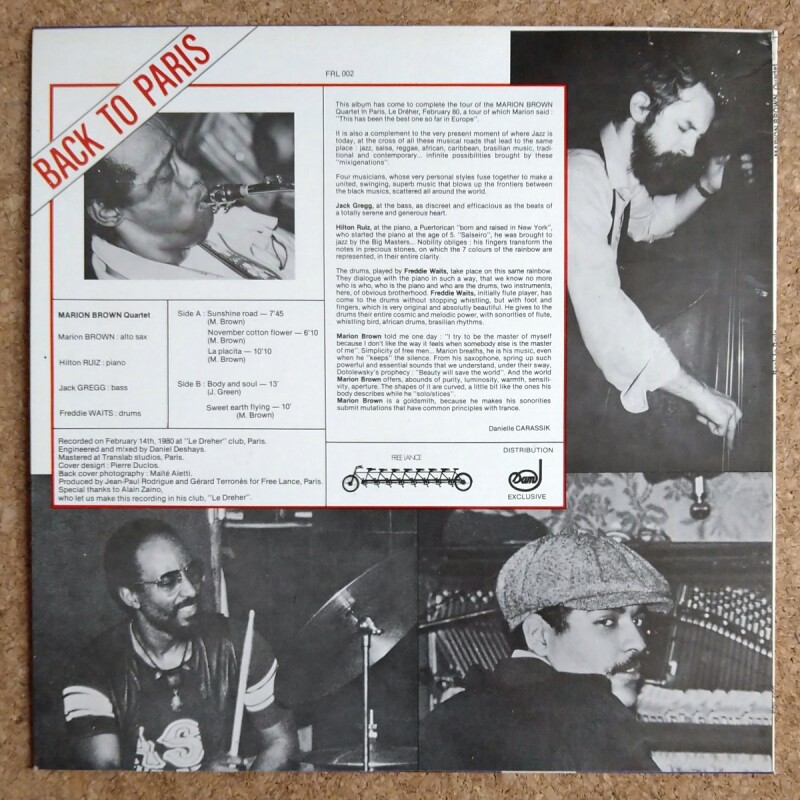 BACK TO PARIS
FRL 002
MARION BROWN Quartet
Marion BROWN : alto sax
Hilton RUIZ : piano
Jack GREGG : bass
Freddie WAITS : drums
Side A : Sunshine road — 7'45
(M. Brown)
November cotton flower — 6'10
(M. Brown)
La placita — 10'10
(M. Brown)
Side B : Body and soul — 13'
(J. Green)
Sweet earth flying — 10'
(M. Brown)
Recorded on February 14th, 1980 at "Le Dreher" club, Paris.
Engineered and mixed by Daniel Deshays.
Mastered at Translab studios, Paris.
Cover design : Pierre Duclos.
Back cover photography : Maïté Aletti.
Produced by Jean-Paul Rodrigue and Gérard Terronès for Free Lance, Paris.
Special thanks to Alain Zaino,
who let us make this recording in his club, "Le Dreher".
This album has come to complete the tour of the MARION BROWN
Quartet in Paris, Le Dréher, February 80, a tour of which Marion said :
"This has been the best one so far in Europe".
It is also a complement to the very present moment of where Jazz is
today, at the cross of all these musical roads that lead to the same
place : jazz, salsa, reggae, african, caribbean, brasilian music, tradi-
tional and contemporary... infinite possibilities brought by these
"mixigenations".
Four musicians, whose very personal styles fuse together to make a
united, swinging, superb music that blows up the frontiers between
the black musics, scattered all around the world.
Jack Gregg, at the bass, as discreet and efficacious as the beats of
a totally serene and generous heart.
Hilton Ruiz, at the piano, a Puertorican "born and raised in New York",
who started the piano at the age of 5. "Salseiro", he was brought to
jazz by the Big Masters... Nobility obliges : his fingers transform the
notes in precious stones, on which the 7 colours of the rainbow are
represented, in their entire clarity.
The drums, played by Freddie Waits, take place on this same rainbow.
They dialogue with the piano in such a way, that we know no more
who is who, who is the piano and who are the drums, two instruments,
here, of obvious brotherhood. Freddie Waits, initially flute player, has
come to the drums without stopping whistling, but with foot and
fingers, which is very original and absolutly beautiful. He gives to the
drums their entire cosmic and melodic power, with sonorities of flute,
whistling bird, african drums, brasilian rhythms.
Marion Brown told me one day : "I try to be the master of myself
because I don't like the way it feels when somebody else is the master
of me". Simplicity of free men... Marion breaths, he is his music, even
when he "keeps" the silence. From his saxophone, spring up such
powerful and essential sounds that we understand, under their sway,
Dotolewsky's prophecy : "Beauty will save the world". And the world
Marion Brown offers, abounds of purity, luminosity, warmth, sensiti-
vity, aperture. The shapes of it are curved, a little bit like the ones his
body describes while he "solo/stices".
Marion Brown is a goldsmith, because he makes his sonorities
submit mutations that have common principles with trance.
Danielle CARASSIK
FREE LANCE
DISTRIBUTION
Dam
EXCLUSIVE